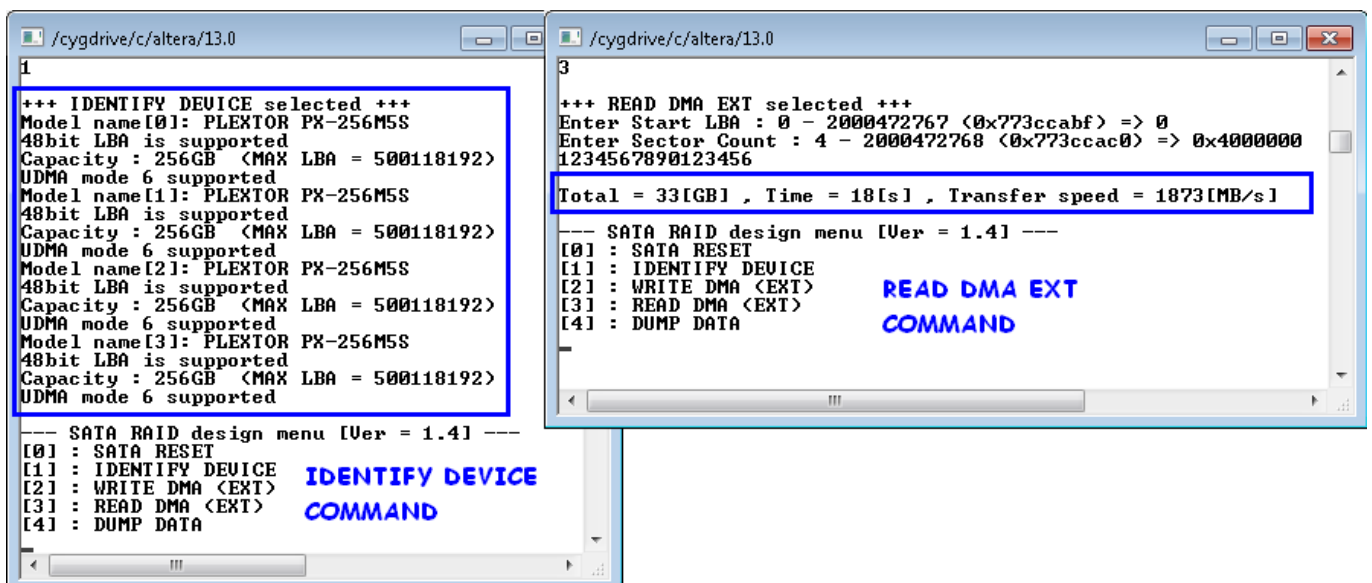 /cygdrive/c/altera/13.0
1
+++ IDENTIFY DEVICE selected +++
Model name[0]: PLEXTOR PX-256M5S
48bit LBA is supported
Capacity : 256GB  (MAX LBA = 500118192)
UDMA mode 6 supported
Model name[1]: PLEXTOR PX-256M5S
48bit LBA is supported
Capacity : 256GB  (MAX LBA = 500118192)
UDMA mode 6 supported
Model name[2]: PLEXTOR PX-256M5S
48bit LBA is supported
Capacity : 256GB  (MAX LBA = 500118192)
UDMA mode 6 supported
Model name[3]: PLEXTOR PX-256M5S
48bit LBA is supported
Capacity : 256GB  (MAX LBA = 500118192)
UDMA mode 6 supported
--- SATA RAID design menu [Ver = 1.4] ---
[0] : SATA RESET
[1] : IDENTIFY DEVICE
[2] : WRITE DMA (EXT)
[3] : READ DMA (EXT)
[4] : DUMP DATA
IDENTIFY DEVICE
COMMAND
/cygdrive/c/altera/13.0
3
+++ READ DMA EXT selected +++
Enter Start LBA : 0 - 2000472767 (0x773ccabf) => 0
Enter Sector Count : 4 - 2000472768 (0x773ccac0) => 0x4000000
1234567890123456
Total = 33[GB] , Time = 18[s] , Transfer speed = 1873[MB/s]
--- SATA RAID design menu [Ver = 1.4] ---
[0] : SATA RESET
[1] : IDENTIFY DEVICE
[2] : WRITE DMA (EXT)
[3] : READ DMA (EXT)
[4] : DUMP DATA
READ DMA EXT
COMMAND